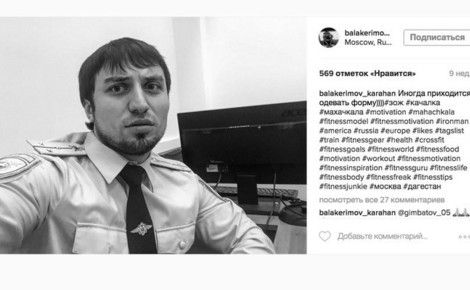 balakerimo...
Moscow, Ru...
Подписаться
569 отметок «Нравится»
9 нед.
balakerimov_karahan Иногда приходится
одевать форму))))#зож #качалка
#махачкала #motivation #mahachkala
#fitnessmodel #fitnessmotivation #ironman
#america #russia #europe #likes #tagslist
#train #fitnessgear #health #crossfit
#fitnessgoals #fitnessworld #fitnessfood
#motivation #workout #fitnessmotivation
#fitnessinspiration #fitnessguru #fitnesslife
#fitnessbody #fitnessfreak #fitnesstips
#fitnessjunkie #москва #дагестан
посмотреть все 27 комментариев
balakerimov_karahan @gimbatov_05
Добавьте комментарий...